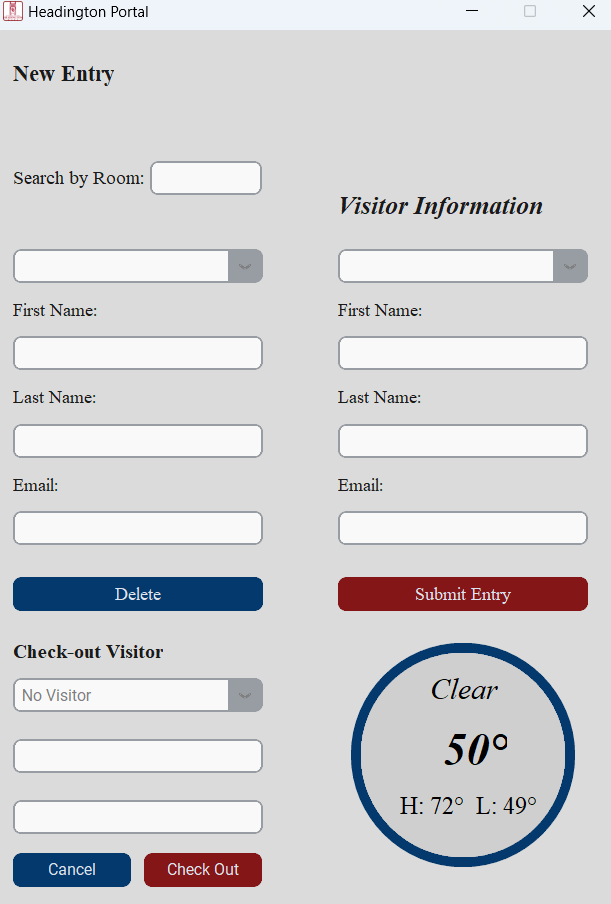 Headington Portal
New Entry
Search by Room:
Visitor Information
First Name:
First Name:
Last Name:
Last Name:
Email:
Email:
Delete
Submit Entry
Check-out Visitor
No Visitor
Clear
50°
H: 72° L: 49°
Cancel
Check Out